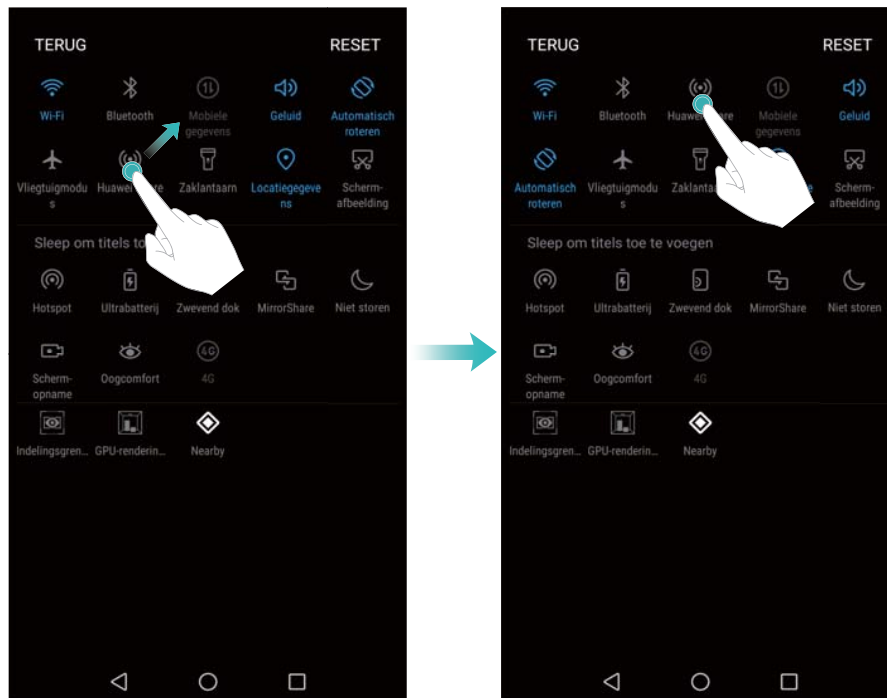 TERUG RESET
Wi-Fi Bluetooth Mobiele gegevens Geluid Automatisch roteren
Vliegtuigmodu s Zaklantaarn Locatiegegeve ns Scherm- afbeelding
Sleep om titels
Hotspot Ultrabatterij Zwevend dok MirrorShare Niet storen
Scherm- opname Oogcomfort 4G
Indelingsgren... GPU-renderin... Nearby
TERUG RESET
Wi-Fi Bluetooth Mobiele gegevens Geluid
Automatisch roteren Vliegtuigmodu s Scherm- afbeelding
Sleep om titels toe te voegen
Hotspot Ultrabatterij Zwevend dok MirrorShare Niet storen
Scherm- opname Oogcomfort 4G
Indelingsgren... GPU-renderin... Nearby